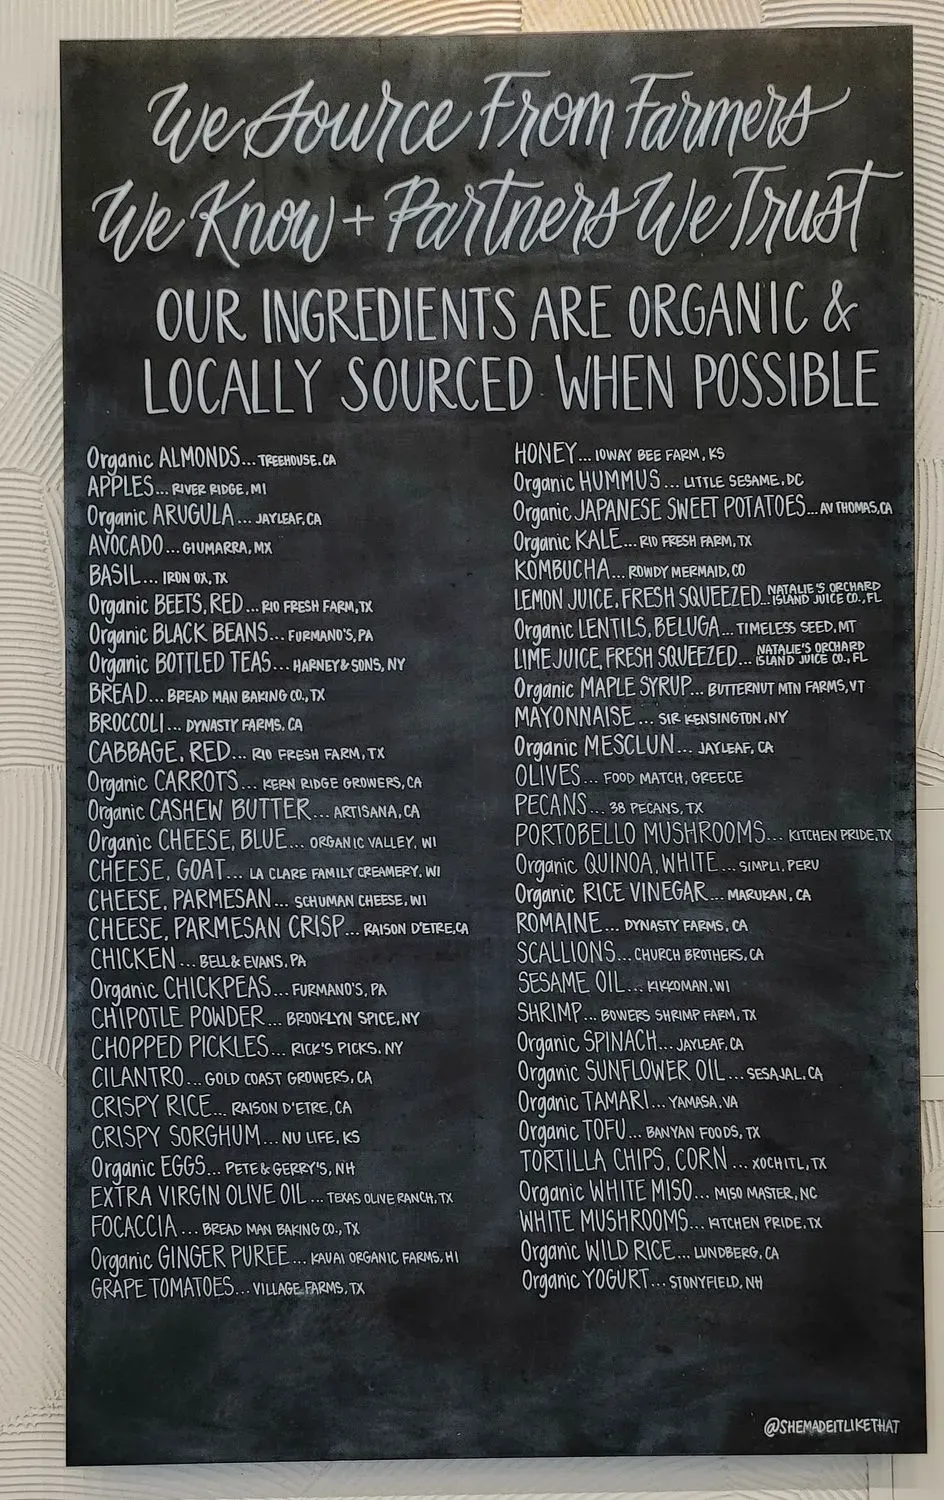 We Source From Farmers
We Know + Partners We Trust
OUR INGREDIENTS ARE ORGANIC &
LOCALLY SOURCED WHEN POSSIBLE
Organic ALMONDS... TREEHOUSE, CA
APPLES... RIVER RIDGE, MI
Organic ARUGULA... JAYLEAF, CA
AVOCADO... GIUMARRA, MX
BASIL... IRON OX, TX
Organic BEETS, RED... RIO FRESH FARM, TX
Organic BLACK BEANS... FURMANO'S, PA
Organic BOTTLED TEAS... HARNEY & SONS, NY
BREAD... BREAD MAN BAKING CO., TX
BROCCOLI... DYNASTY FARMS, CA
CABBAGE, RED... RIO FRESH FARM, TX
Organic CARROTS... KERN RIDGE GROWERS, CA
Organic CASHEW BUTTER... ARTISANA, CA
Organic CHEESE, BLUE... ORGANIC VALLEY, WI
CHEESE, GOAT... LA CLARE FAMILY CREAMERY, WI
CHEESE, PARMESAN... SCHUMAN CHEESE, WI
CHEESE, PARMESAN CRISP... RAISON D'ETRE, CA
CHICKEN... BELL & EVANS, PA
Organic CHICKPEAS... FURMANO'S, PA
CHIPOTLE POWDER... BROOKLYN SPICE, NY
CHOPPED PICKLES... RICK'S PICKS, NY
CILANTRO... GOLD COAST GROWERS, CA
CRISPY RICE... RAISON D'ETRE, CA
CRISPY SORGHUM... NU LIFE, KS
Organic EGGS... PETE & GERRY'S, NH
EXTRA VIRGIN OLIVE OIL... TEXAS OLIVE RANCH, TX
FOCACCIA... BREAD MAN BAKING CO., TX
Organic GINGER PUREE... KAUAI ORGANIC FARMS, HI
GRAPE TOMATOES... VILLAGE FARMS, TX
HONEY... IOWAY BEE FARM, KS
Organic HUMMUS... LITTLE SESAME, DC
Organic JAPANESE SWEET POTATOES... AV THOMAS, CA
Organic KALE... RIO FRESH FARM, TX
KOMBUCHA... ROWDY MERMAID, CO
LEMON JUICE, FRESH SQUEEZED... NATALIE'S ORCHARD
ISLAND JUICE CO., FL
Organic LENTILS, BELUGA... TIMELESS SEED, MT
LIME JUICE, FRESH SQUEEZED... NATALIE'S ORCHARD
ISLAND JUICE CO., FL
Organic MAPLE SYRUP... BUTTERNUT MTN FARMS, VT
MAYONNAISE... SIR KENSINGTON, NY
Organic MESCLUN... JAYLEAF, CA
OLIVES... FOOD MATCH, GREECE
PECANS... 38 PECANS, TX
PORTOBELLO MUSHROOMS... KITCHEN PRIDE, TX
Organic QUINOA, WHITE... SIMPLI, PERU
Organic RICE VINEGAR... MARUKAN, CA
ROMAINE... DYNASTY FARMS, CA
SCALLIONS... CHURCH BROTHERS, CA
SESAME OIL... KIKKOMAN, WI
SHRIMP... BOWERS SHRIMP FARM, TX
Organic SPINACH... JAYLEAF, CA
Organic SUNFLOWER OIL... SESAJAL, CA
Organic TAMARI... YAMASA, VA
Organic TOFU... BANYAN FOODS, TX
TORTILLA CHIPS, CORN... XOCHITL, TX
Organic WHITE MISO... MISO MASTER, NC
WHITE MUSHROOMS... KITCHEN PRIDE, TX
Organic WILD RICE... LUNDBERG, CA
Organic YOGURT... STONYFIELD, NH
@SHEMADEITLIKETHAT